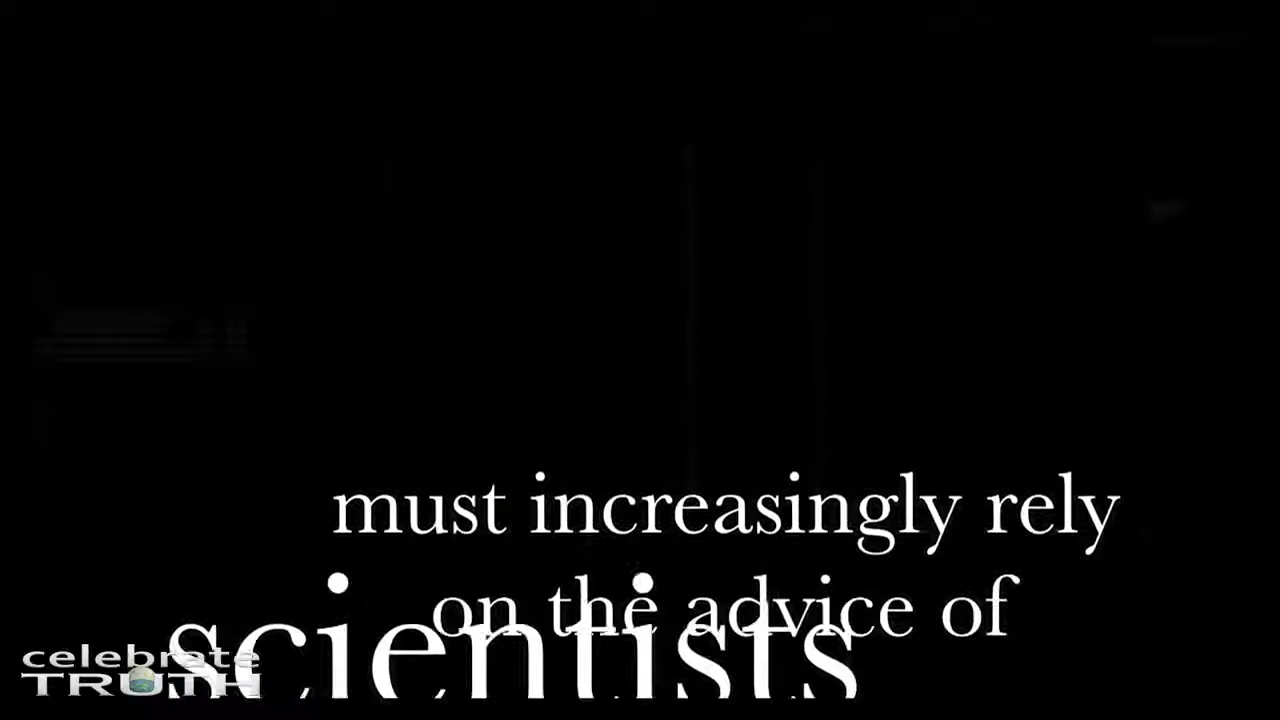 must increasingly rely
on the advice of
scientists
celebrate
TRUTH